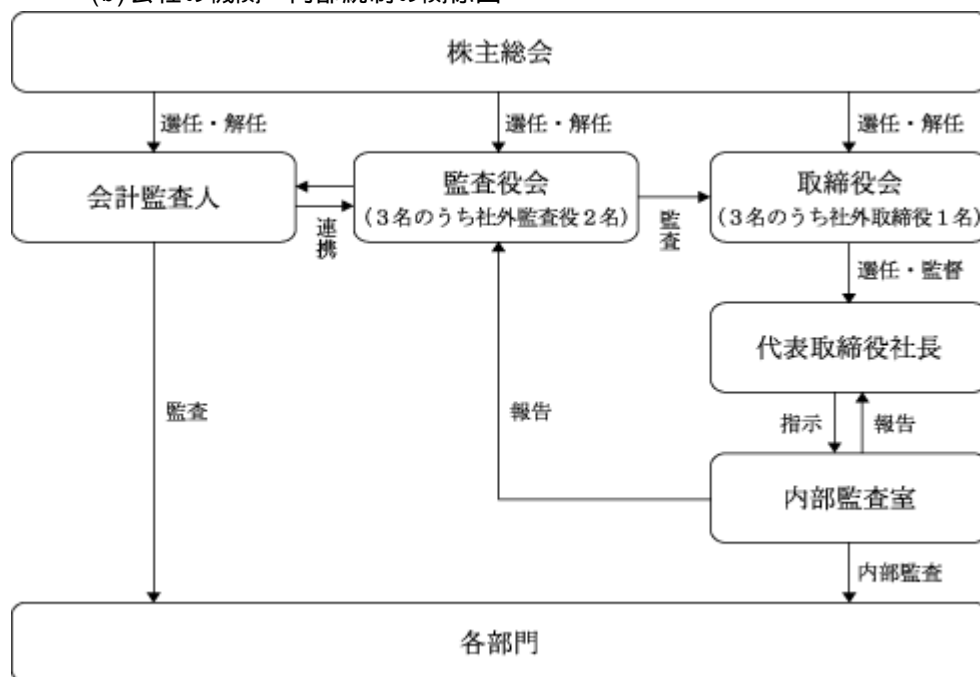 株主総会
選任・解任
選任・解任
選任・解任
会計監査人
監査役会
(3名のうち社外監査役2名)
取締役会
(3名のうち社外取締役1名)
連携
監査
選任・監督
代表取締役社長
監査
報告
指示
報告
内部監査室
内部監査
各部門